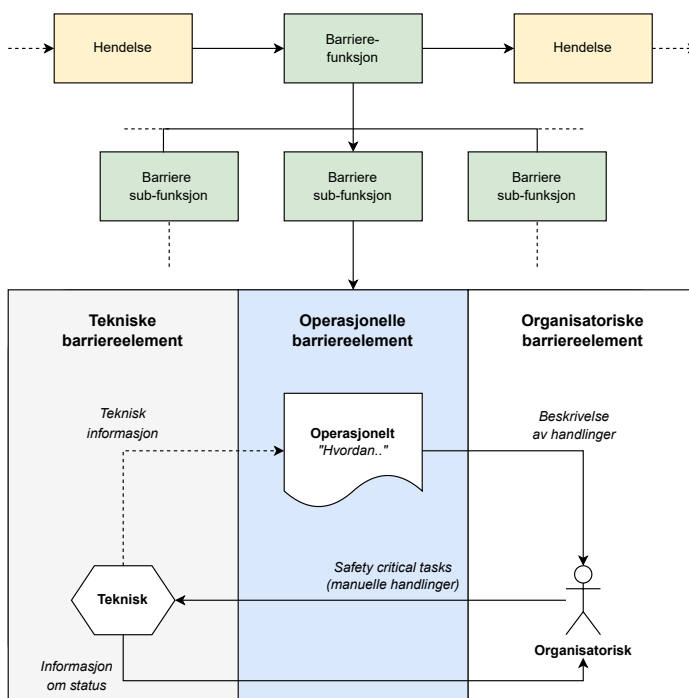 Hendelse
Barriere-
funksjon
Hendelse
Barriere
sub-funksjon
Barriere
sub-funksjon
Barriere
sub-funksjon
Tekniske
barriereelement
Operasjonelle
barriereelement
Organisatoriske
barriereelement
Teknisk
informasjon
Operasjonelt
"Hvordan.."
Beskrivelse
av handlinger
Safety critical tasks
(manuelle handlinger)
Teknisk
Organisatorisk
Informasjon
om status